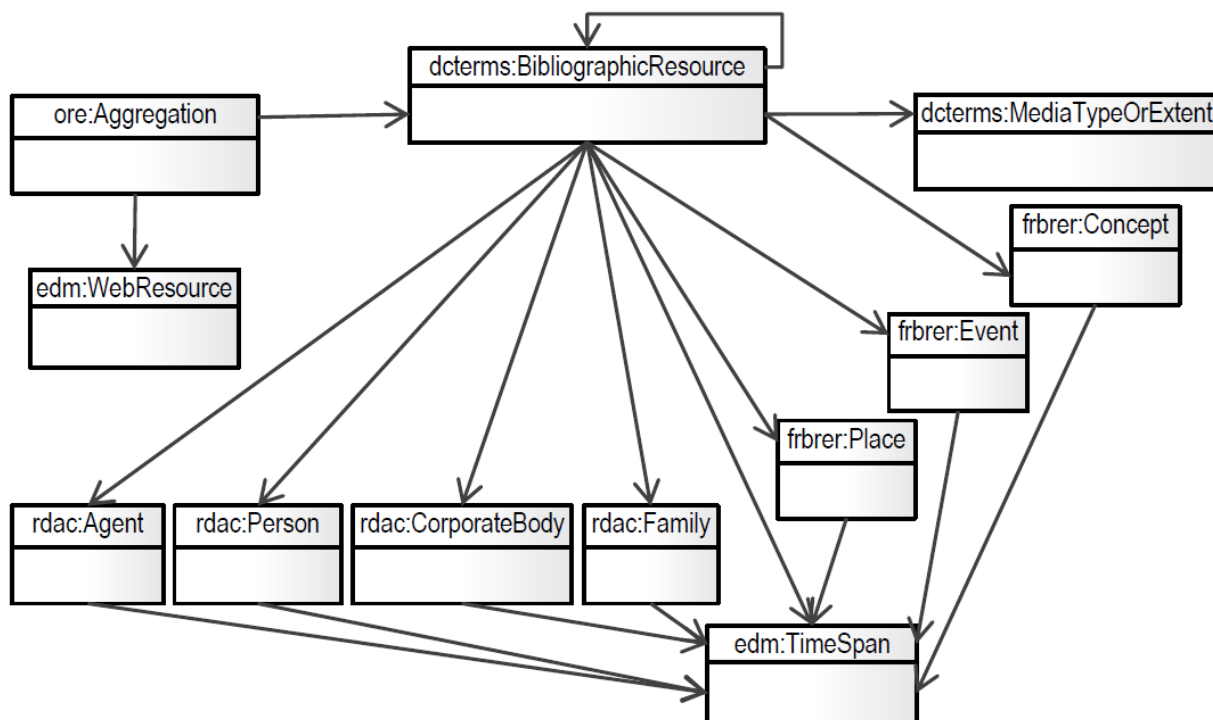 dcterms:BibliographicResource
ore:Aggregation
dcterms:MediaTypeOrExtent
frbrer:Concept
edm:WebResource
frbrer:Event
frbrer:Place
rdac:Agent
rdac:Person
rdac:CorporateBody
rdac:Family
edm:TimeSpan